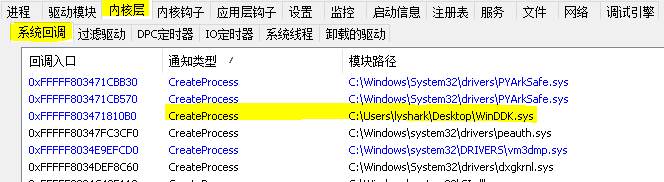 进程 驱动模块 内核层 内核钩子 应用层钩子 设置 监控 启动信息 注册表 服务 文件 网络 调试引擎
系统回调 过滤驱动 DPC定时器 IO定时器 系统线程 卸载的驱动
回调入口 通知类型 模块路径
0xFFFFF803471CBB30 CreateProcess C:\Windows\System32\drivers\PYArkSafe.sys
0xFFFFF803471CB570 CreateProcess C:\Windows\System32\drivers\PYArkSafe.sys
0xFFFFF803471810B0 CreateProcess C:\Users\lyshark\Desktop\WinDDK.sys
0xFFFFF80347FC3CF0 CreateProcess C:\Windows\System32\drivers\peauth.sys
0xFFFFF8034E9EFCD0 CreateProcess C:\Windows\system32\DRIVERS\vm3dmp.sys
0xFFFFF8034DEF8C60 CreateProcess C:\Windows\System32\drivers\dxgkrnl.sys